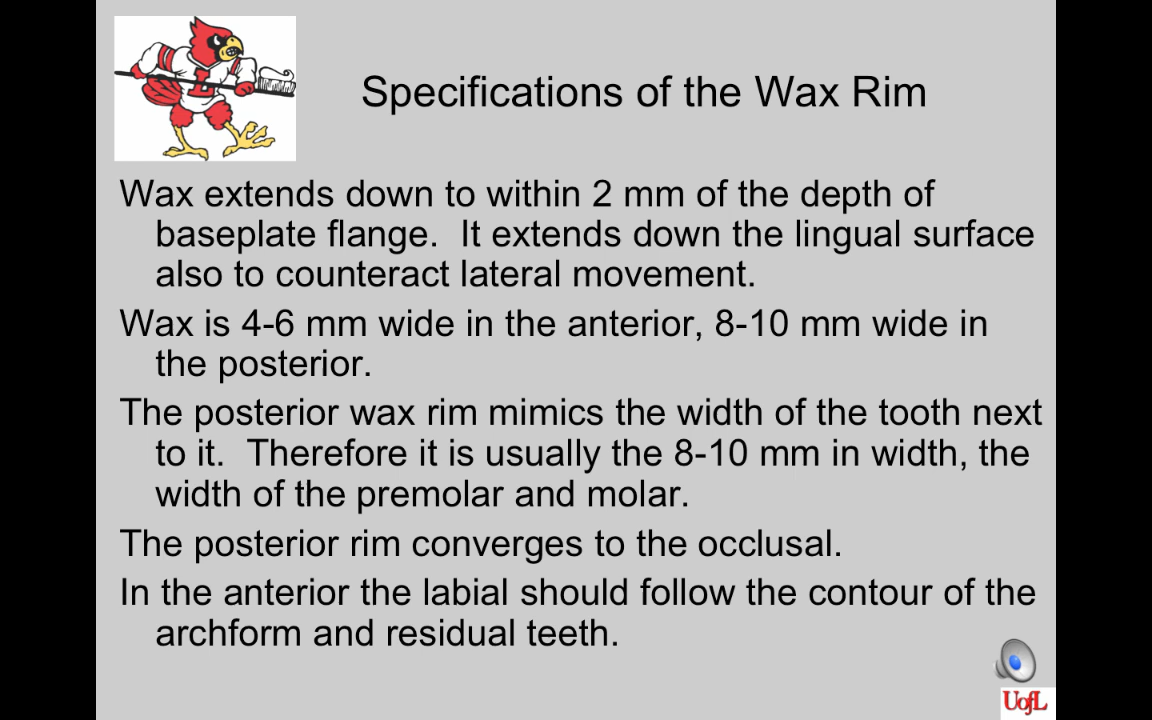 Specifications of the Wax Rim
Wax extends down to within 2 mm of the depth of
baseplate flange.  It extends down the lingual surface
also to counteract lateral movement.
Wax is 4-6 mm wide in the anterior, 8-10 mm wide in
the posterior.
The posterior wax rim mimics the width of the tooth next
to it.  Therefore it is usually the 8-10 mm in width, the
width of the premolar and molar.
The posterior rim converges to the occlusal.
In the anterior the labial should follow the contour of the
archform and residual teeth.
UofL